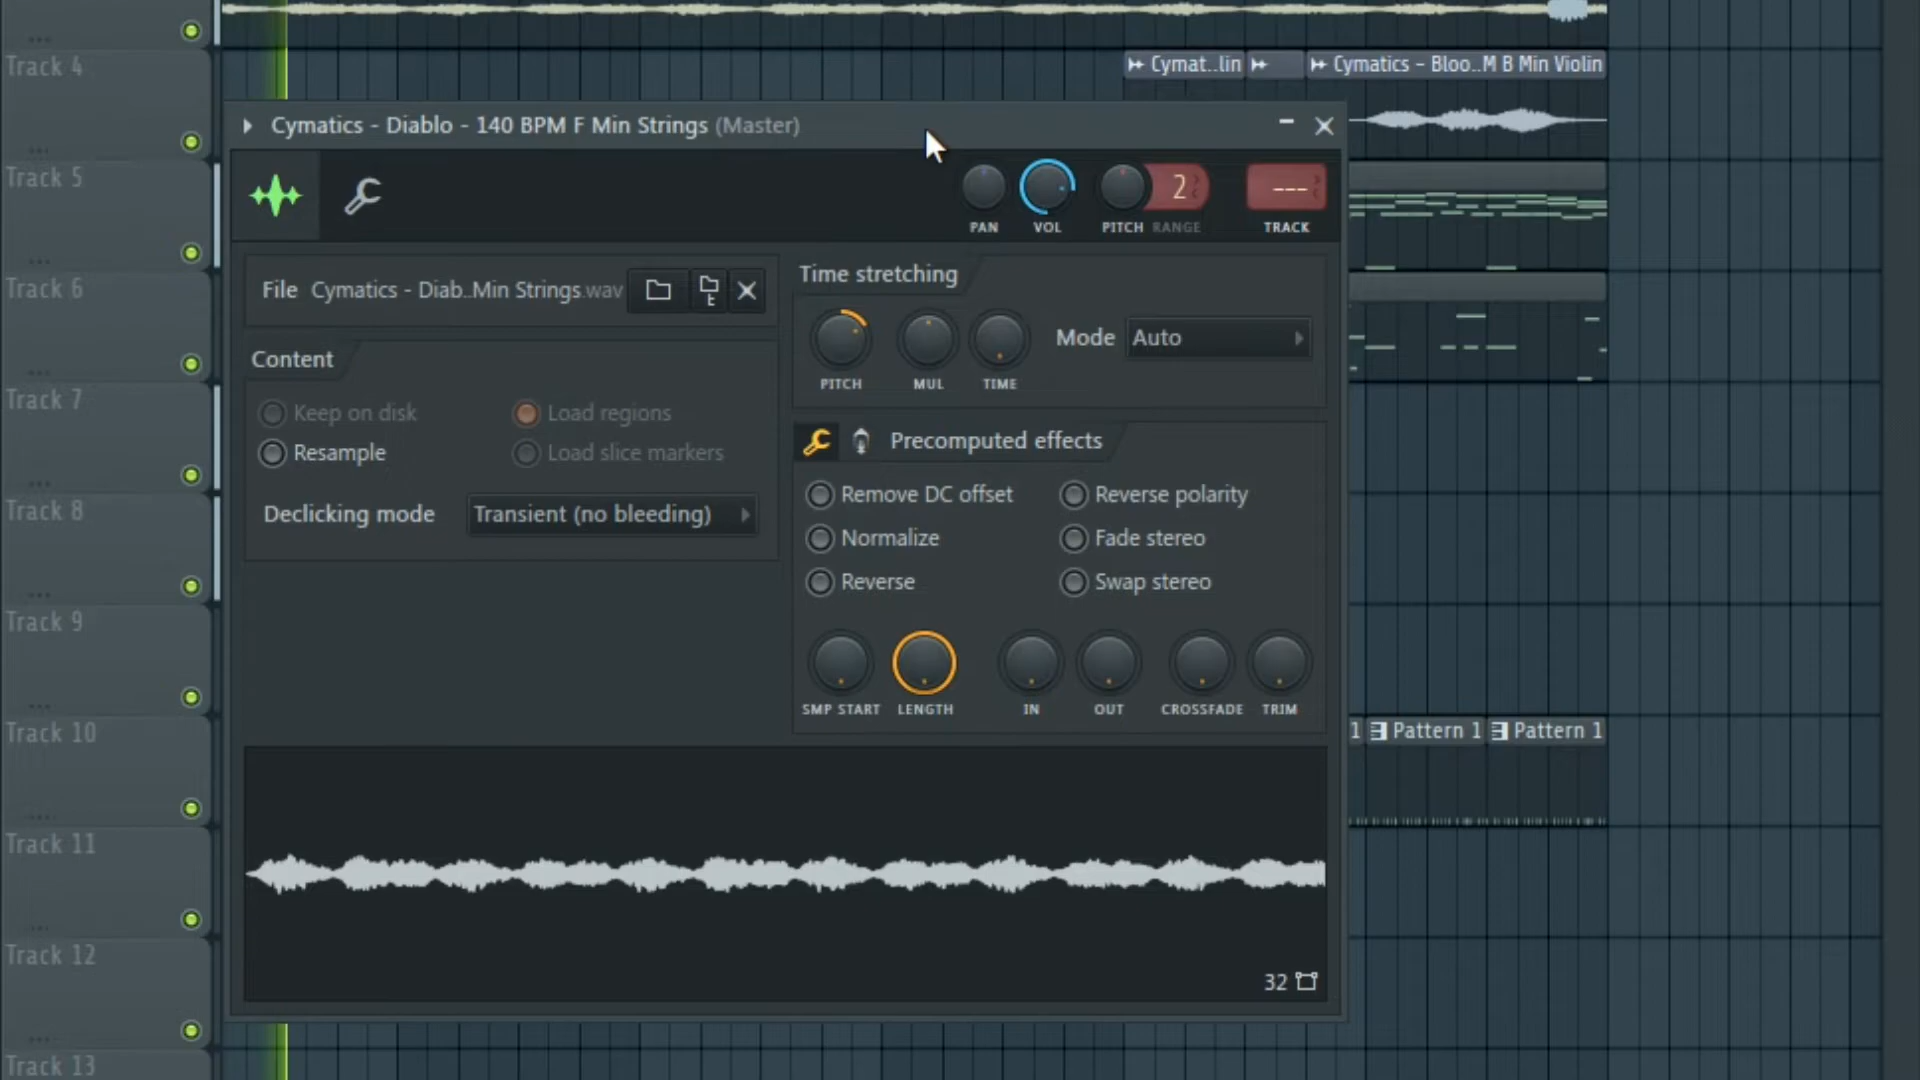 Track 4
Cymat..lin
Cymatics - Bloo..M B Min Violin
Cymatics - Diablo - 140 BPM F Min Strings (Master)
Track 5
2
---
PAN
VOL
PITCH
RANGE
TRACK
File
Cymatics - Diab..Min Strings.wav
Time stretching
Track 6
Mode
Auto
PITCH
MUL
TIME
Content
Track 7
Keep on disk
Load regions
Resample
Load slice markers
Precomputed effects
Track 8
Declicking mode
Transient (no bleeding)
Remove DC offset
Reverse polarity
Normalize
Fade stereo
Reverse
Swap stereo
Track 9
SMP START
LENGTH
IN
OUT
CROSSFADE
TRIM
Track 10
1
Pattern 1
Pattern 1
Track 11
Track 12
32
Track 13